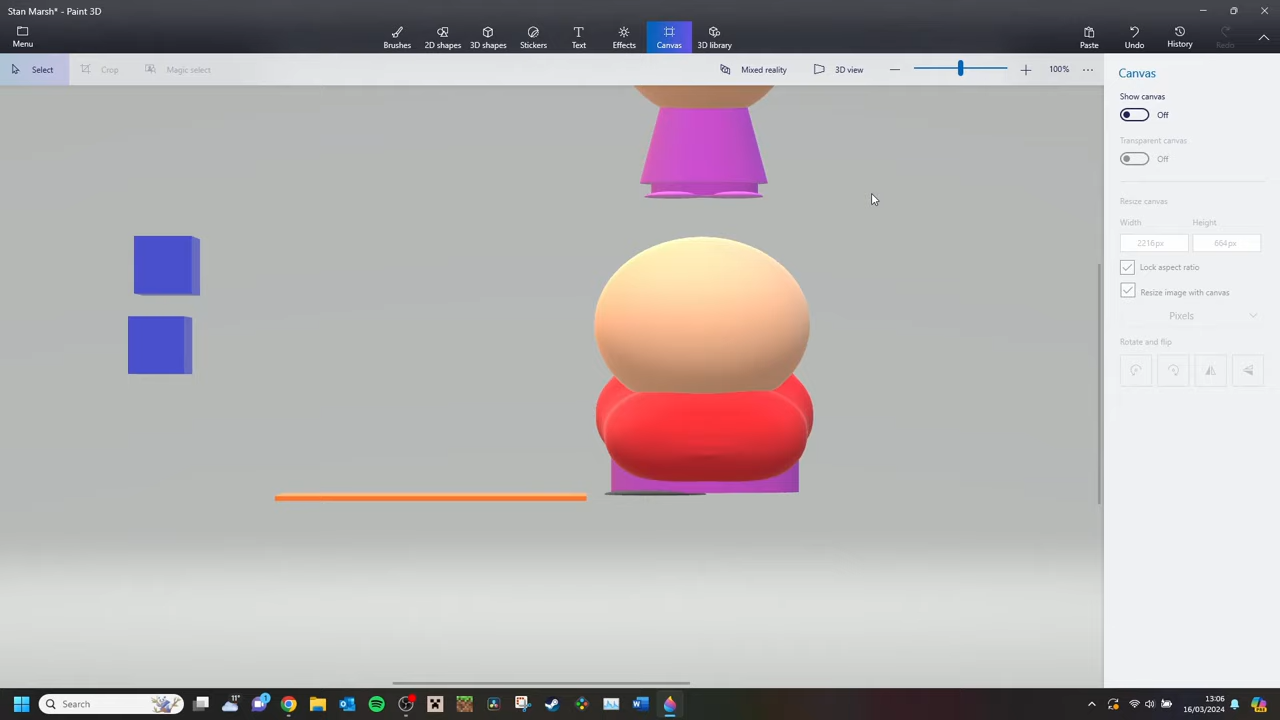 Stan Marsh* - Paint 3D
Menu
Brushes 2D shapes 3D shapes Stickers Text Effects Canvas 3D library
Paste Undo History Redo
Select Crop Magic select
Mixed reality 3D view 100%
Canvas
Show canvas
Off
Transparent canvas
Off
Resize canvas
Width Height
2216px 664px
Lock aspect ratio
Resize image with canvas
Pixels
Rotate and flip
Search
11°
13:06
16/03/2024